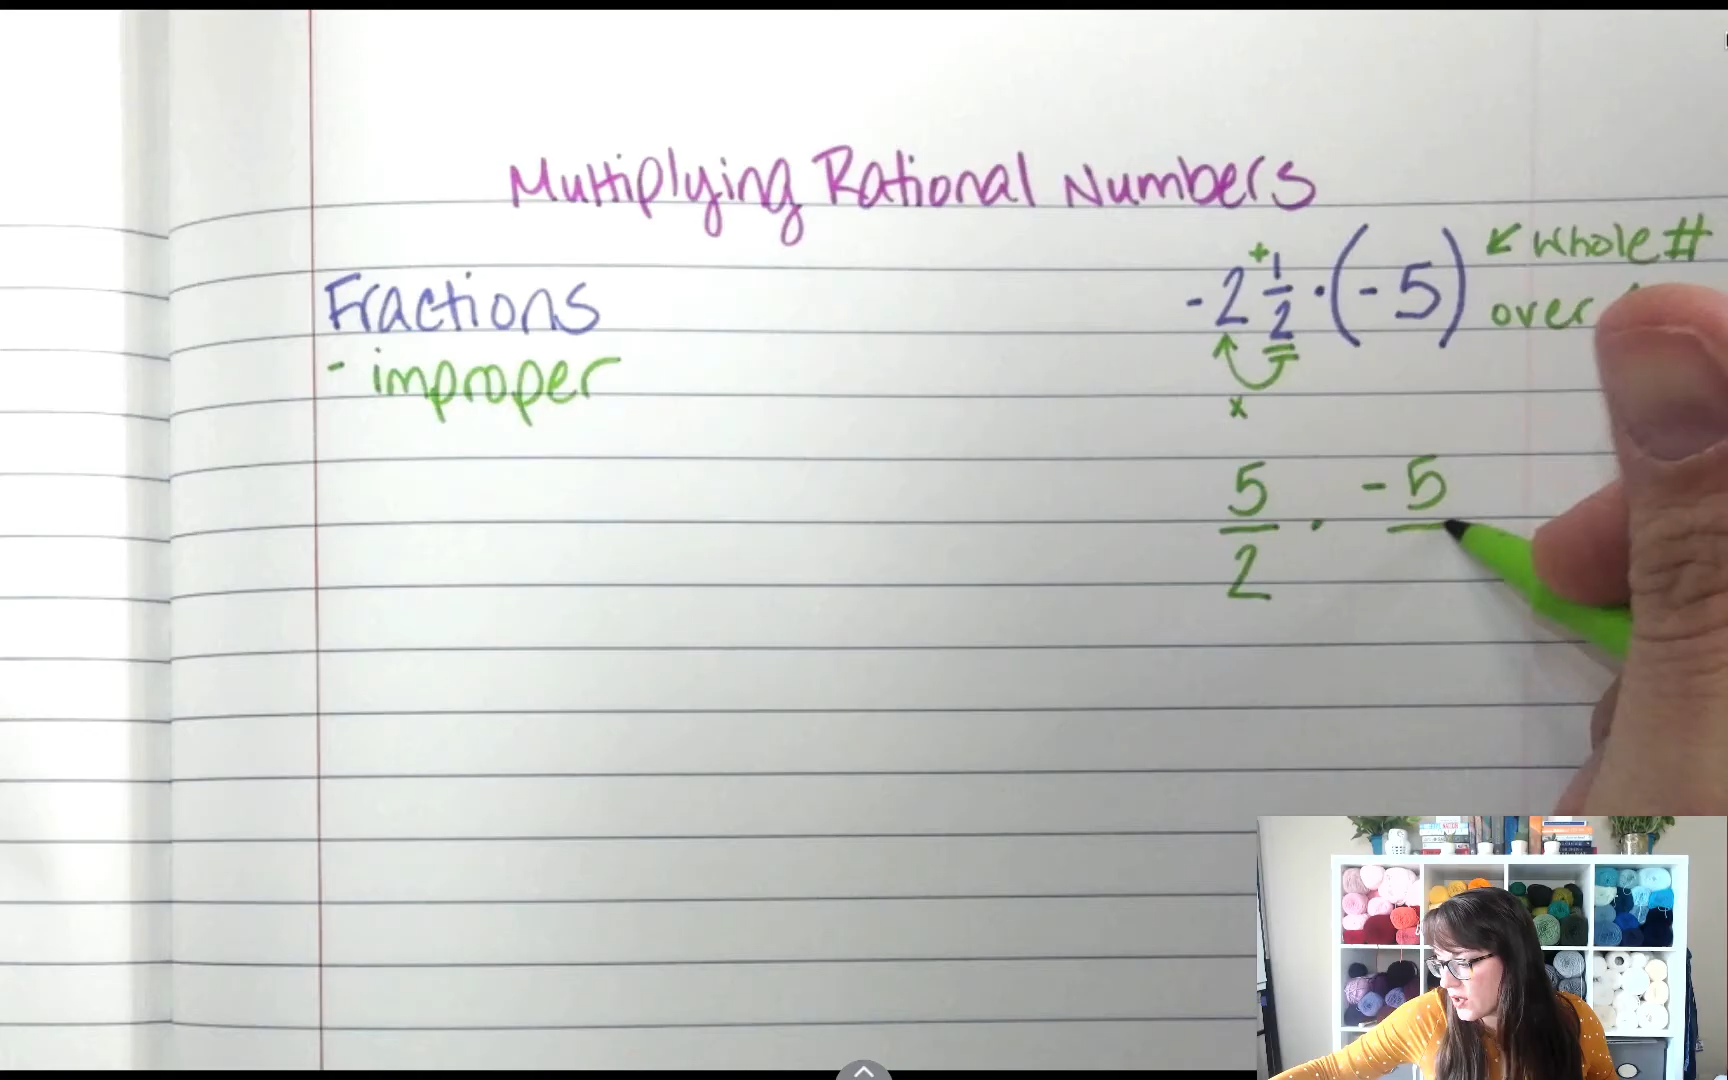 Multiplying Rational Numbers
Fractions
- improper
-2 + 1/2 · (-5)
x
↙ Whole #
over
5/2 · -5